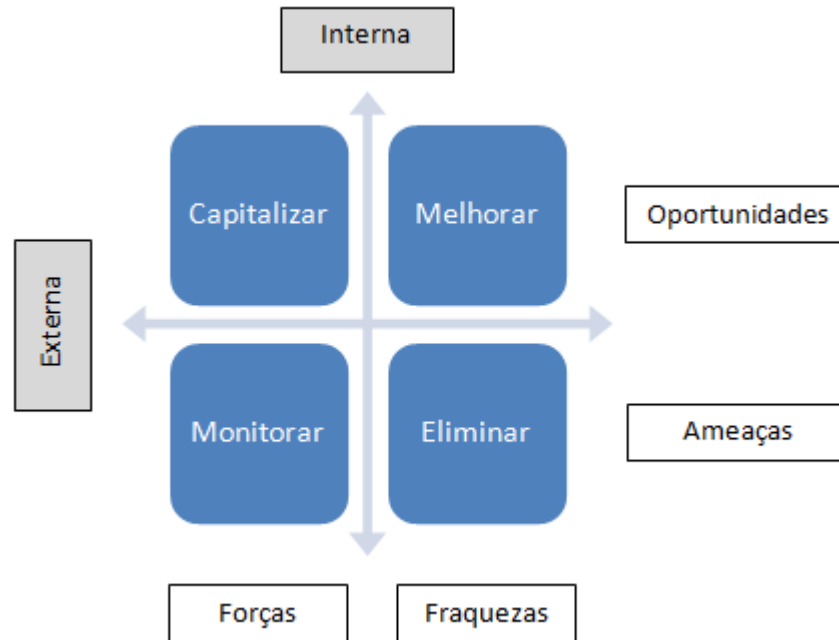 Interna
Capitalizar
Melhorar
Oportunidades
Externa
Monitorar
Eliminar
Ameaças
Forças
Fraquezas